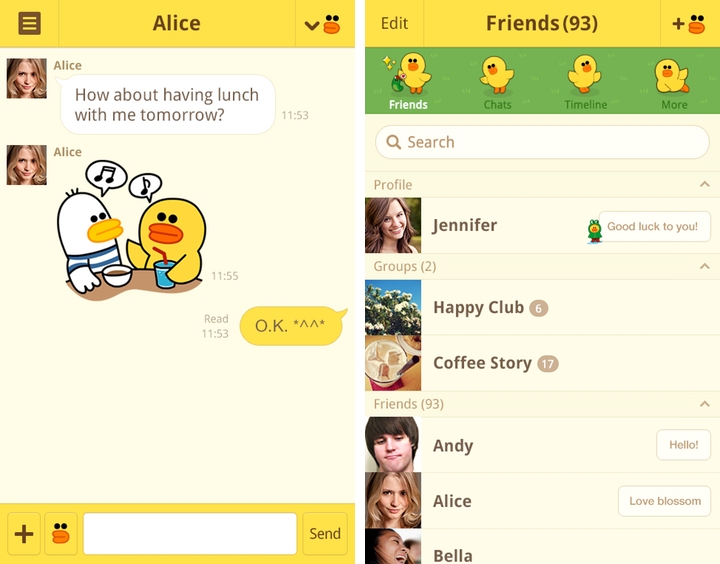 Alice
Alice
How about having lunch
with me tomorrow?
11:53
Alice
11:55
Read
11:53
O.K. *^^*
Send
Edit
Friends (93)
Friends
Chats
Timeline
More
Search
Profile
Jennifer
Good luck to you!
Groups (2)
Happy Club 6
Coffee Story 17
Friends (93)
Andy
Hello!
Alice
Love blossom
Bella